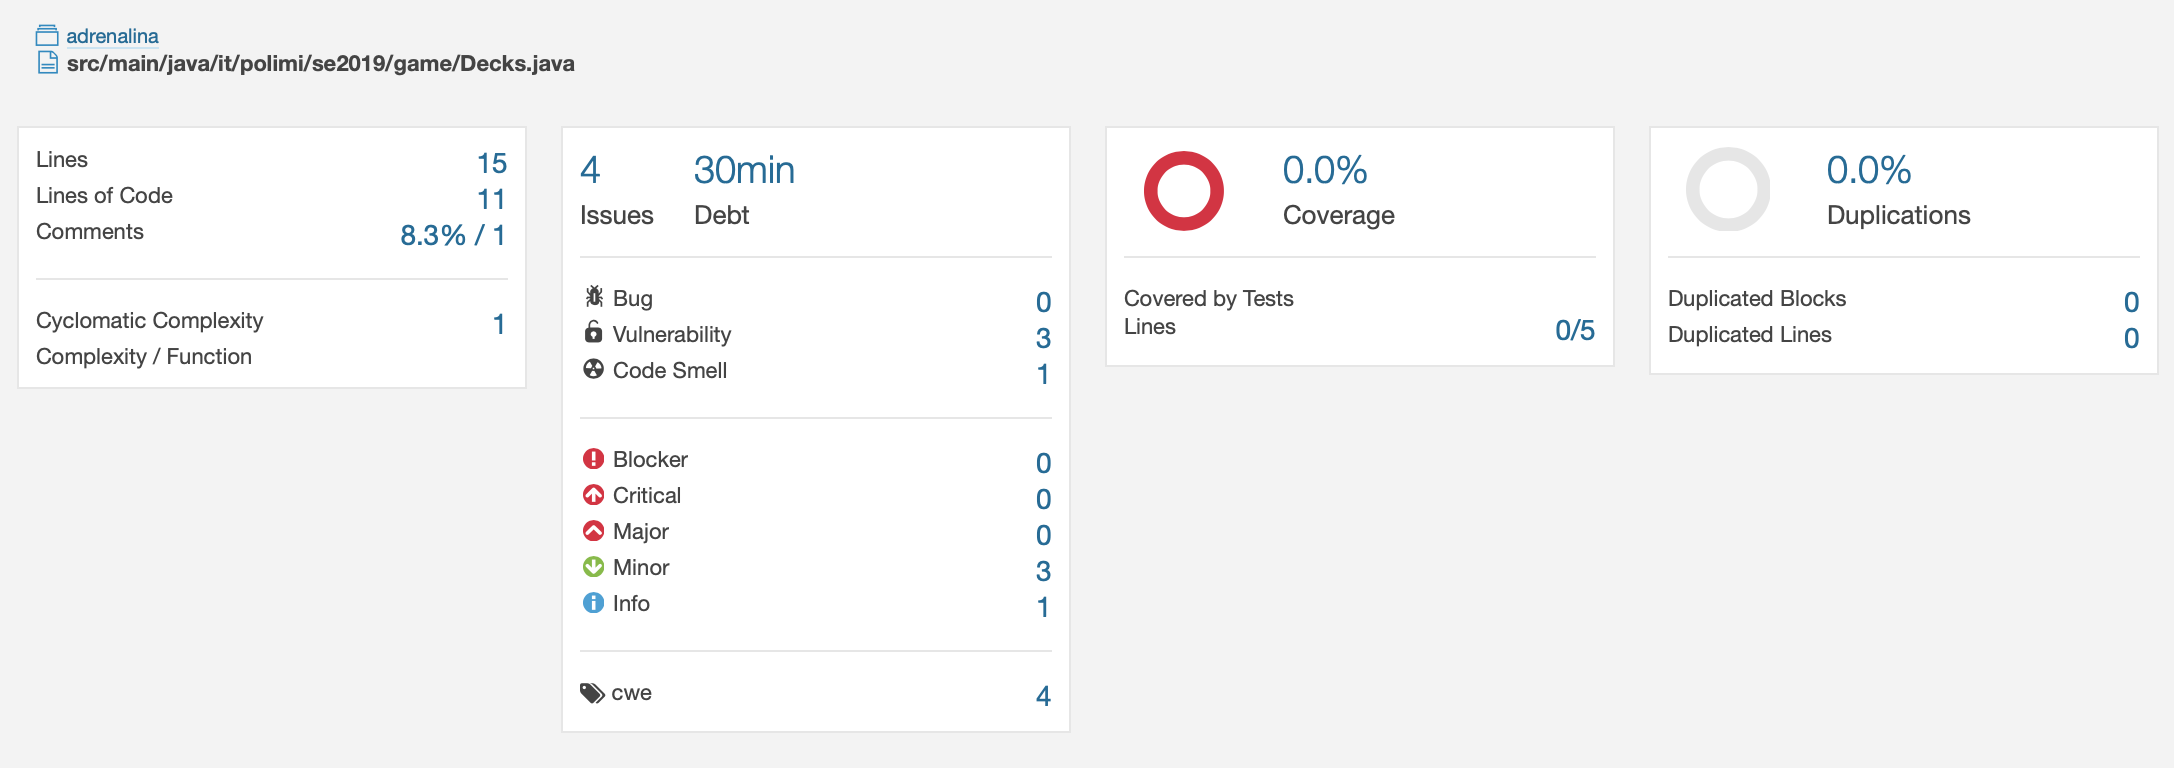 adrenalina
src/main/java/it/polimi/se2019/game/Decks.java
Lines 15
Lines of Code 11
Comments 8.3% / 1
Cyclomatic Complexity 1
Complexity / Function
4 30min
Issues Debt
Bug 0
Vulnerability 3
Code Smell 1
Blocker 0
Critical 0
Major 0
Minor 3
Info 1
cwe 4
0.0%
Coverage
Covered by Tests
Lines 0/5
0.0%
Duplications
Duplicated Blocks 0
Duplicated Lines 0